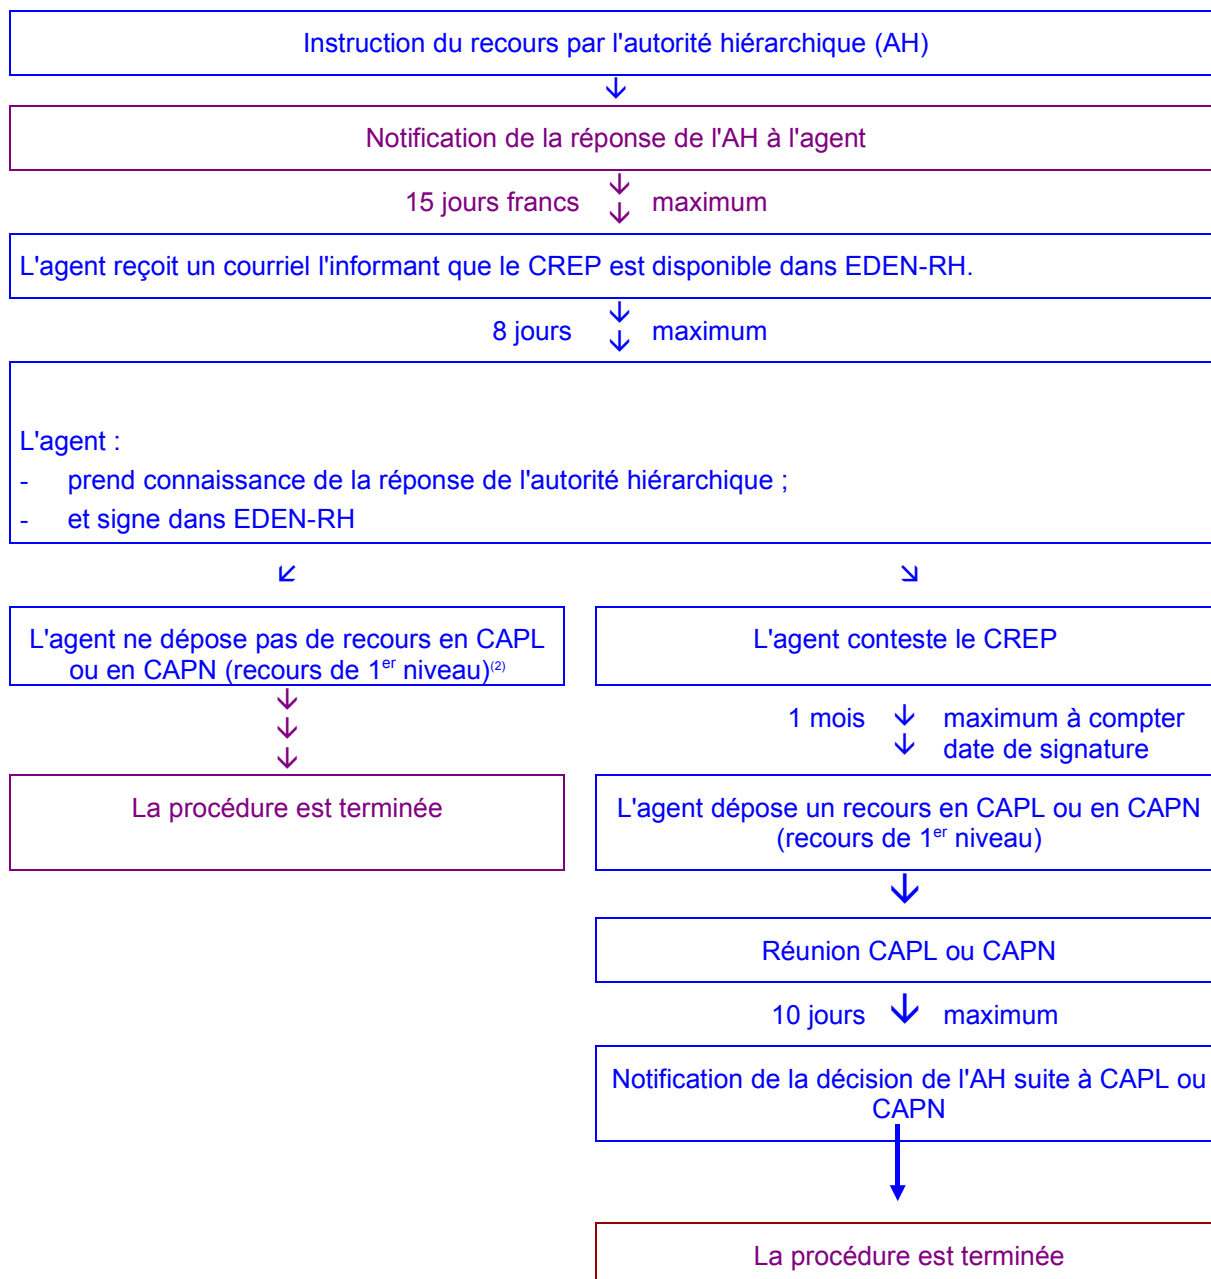 Instruction du recours par l'autorité hiérarchique (AH)
Notification de la réponse de l'AH à l'agent
15 jours francs maximum
L'agent reçoit un courriel l'informant que le CREP est disponible dans EDEN-RH.
8 jours maximum
L'agent :
- prend connaissance de la réponse de l'autorité hiérarchique ;
- et signe dans EDEN-RH
L'agent ne dépose pas de recours en CAPL
ou en CAPN (recours de 1er niveau)(2)
La procédure est terminée
L'agent conteste le CREP
1 mois maximum à compter
date de signature
L'agent dépose un recours en CAPL ou en CAPN
(recours de 1er niveau)
Réunion CAPL ou CAPN
10 jours maximum
Notification de la décision de l'AH suite à CAPL ou
CAPN
La procédure est terminée